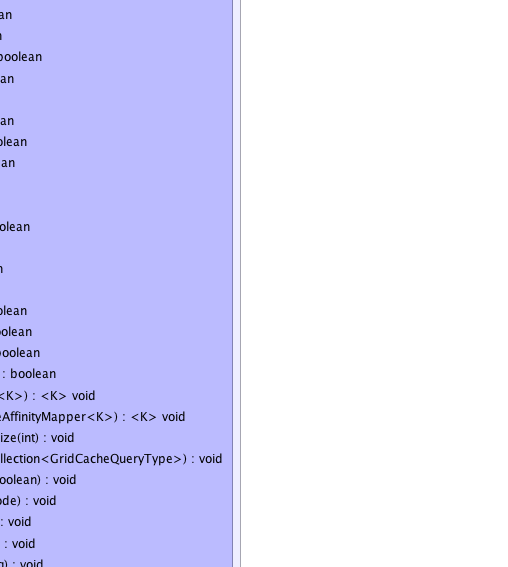 an
n
boolean
an
an
olean
an
olean
n
olean
oolean
boolean
: boolean
<K>) : <K> void
eAffinityMapper<K>) : <K> void
ize(int) : void
llection<GridCacheQueryType>) : void
oolean) : void
ode) : void
: void
: void
n) : void